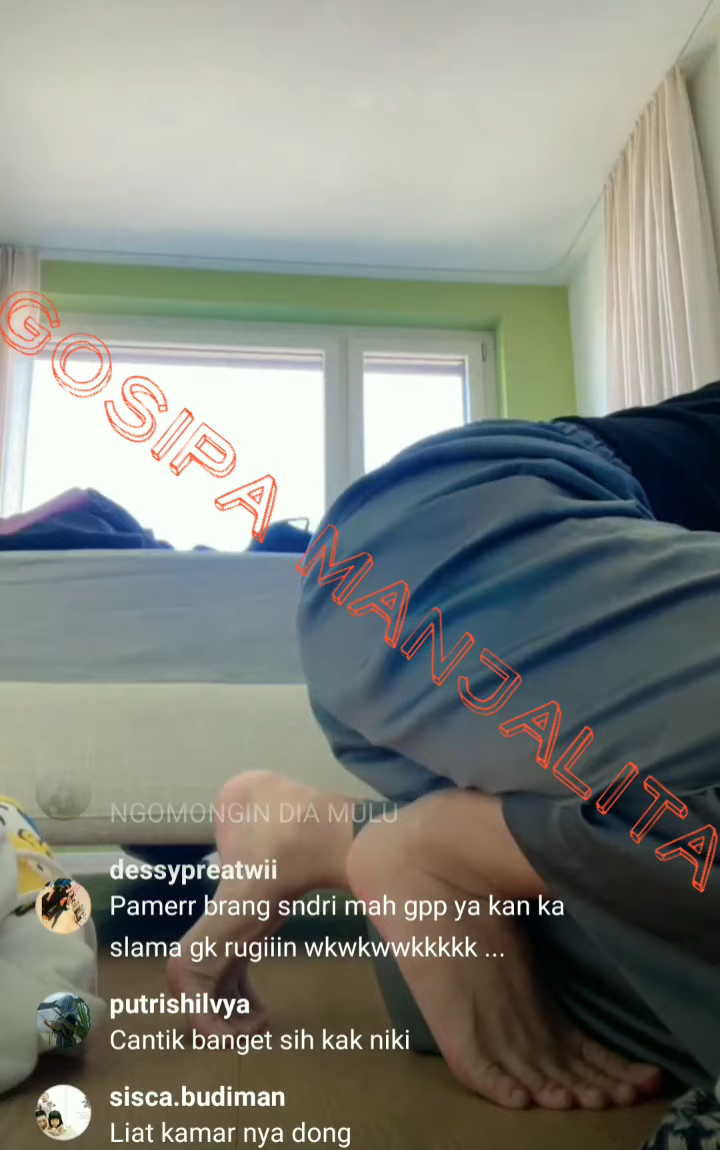 GOSIPA MANJALITA
NGOMONGIN DIA MULU
dessypreatwii
Pamerr brang sndri mah gpp ya kan ka
slama gk rugiiin wkwkwwkkkkk ...
putrishilvya
Cantik banget sih kak niki
sisca.budiman
Liat kamar nya dong